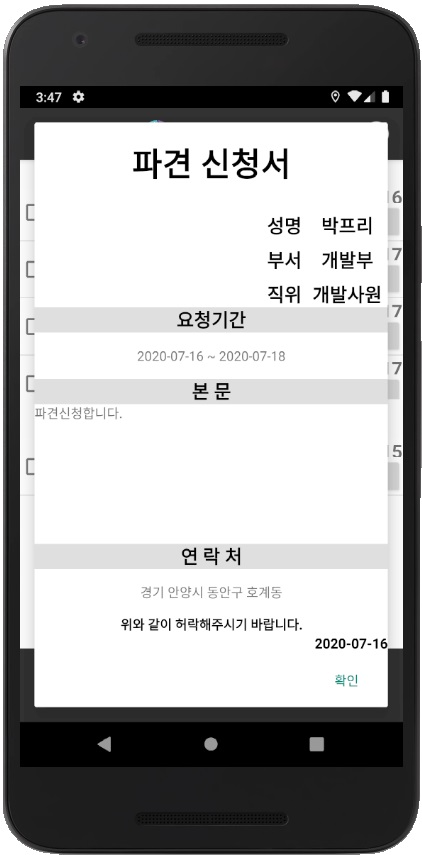 3:47
파견 신청서
성명 박프리
부서 개발부
직위 개발사원
요청기간
2020-07-16 ~ 2020-07-18
본 문
파견신청합니다.
연 락 처
경기 안양시 동안구 호계동
위와 같이 허락해주시기 바랍니다.
2020-07-16
확인